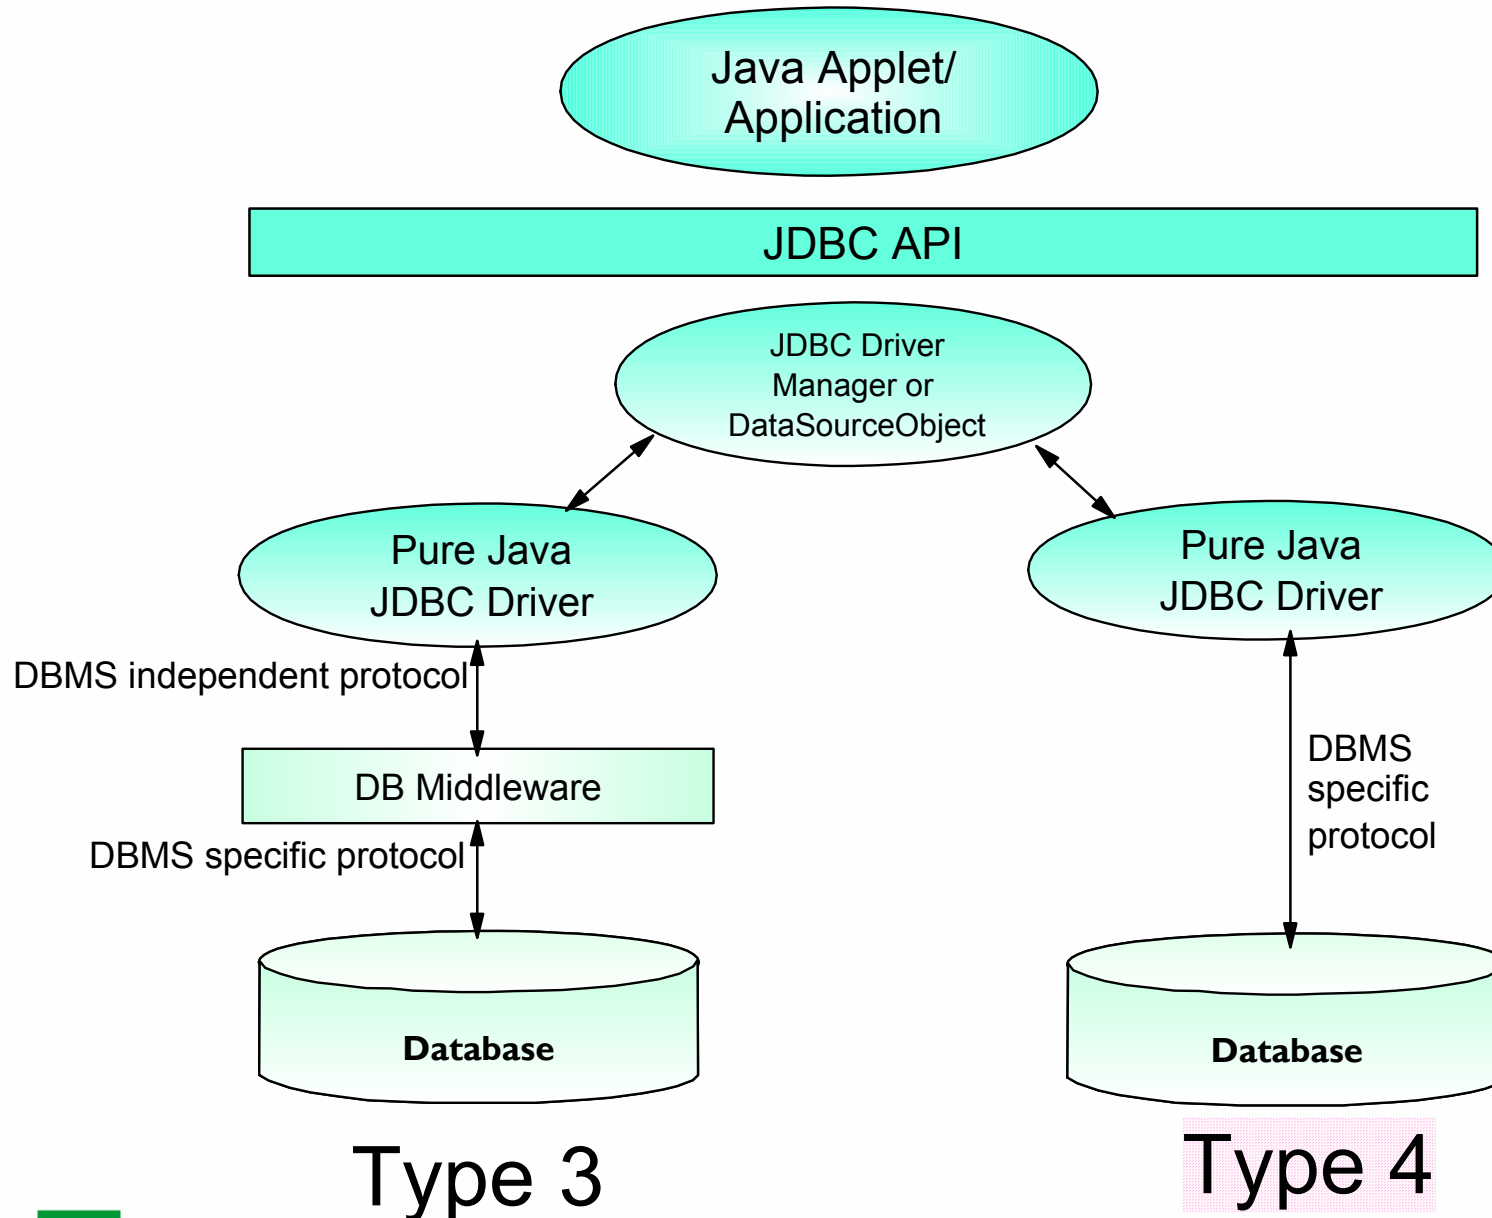 Java Applet/
Application
JDBC API
JDBC Driver
Manager or
DataSourceObject
Pure Java
JDBC Driver
Pure Java
JDBC Driver
DBMS independent protocol
DBMS
specific
protocol
DB Middleware
DBMS specific protocol
Database
Database
Type 3
Type 4